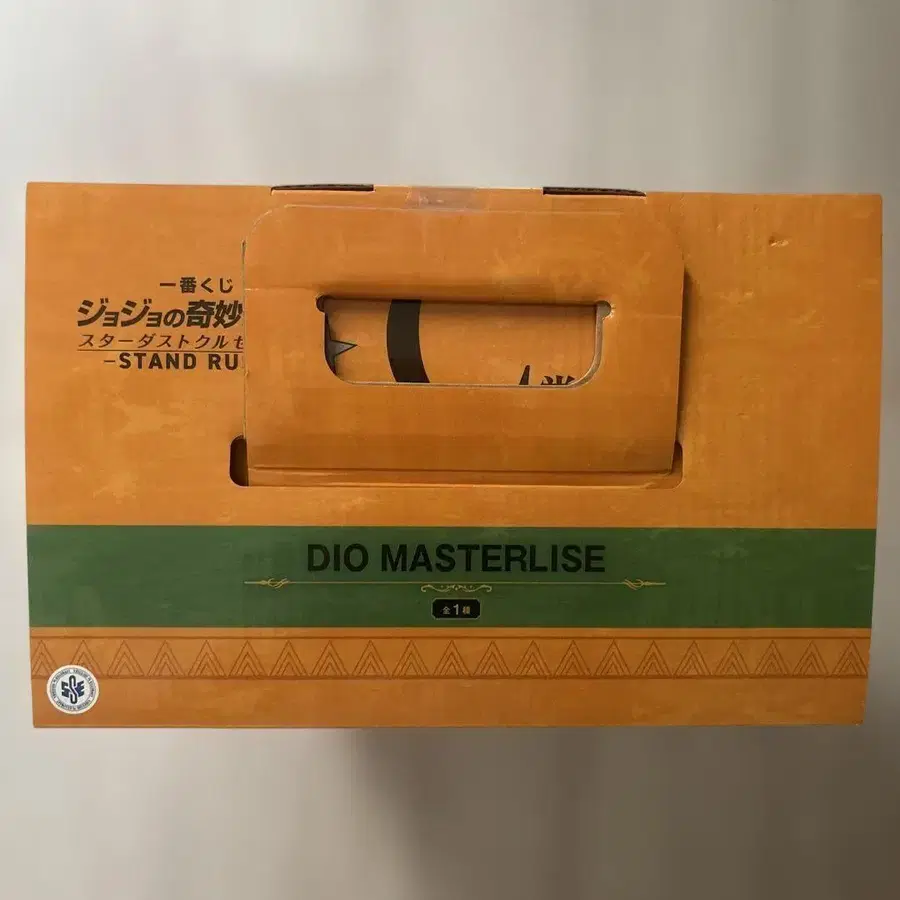 一番くじ
ジョジョの奇妙
スターダストクルセ
-STAND RU
DIO MASTERLISE
全1種